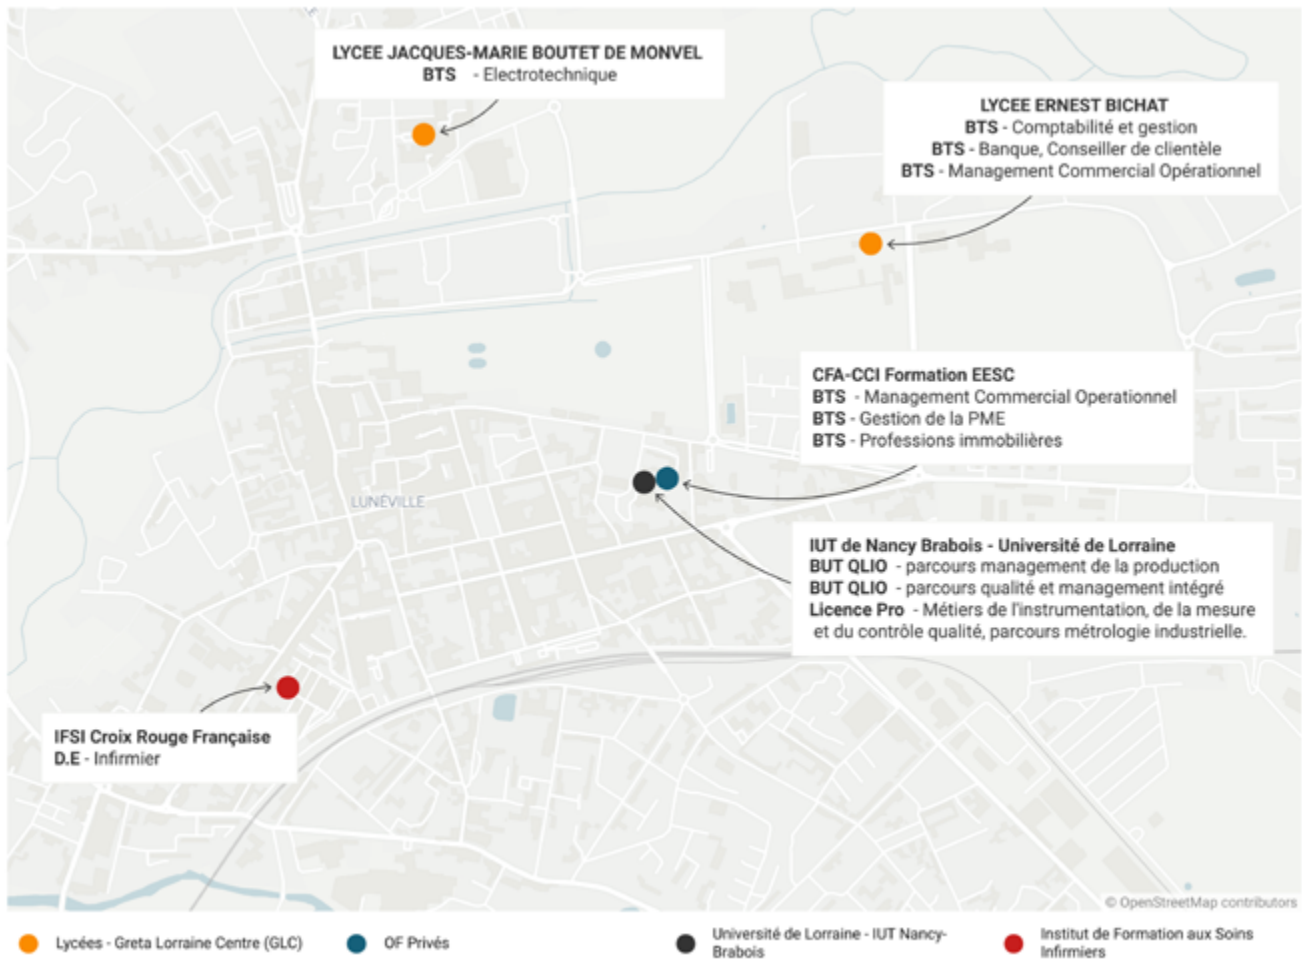 LYCEE JACQUES-MARIE BOUTET DE MONVEL
BTS - Electrotechnique
LYCEE ERNEST BICHAT
BTS - Comptabilité et gestion
BTS - Banque, Conseiller de clientèle
BTS - Management Commercial Opérationnel
CFA-CCI Formation EESC
BTS - Management Commercial Operationnel
BTS - Gestion de la PME
BTS - Professions immobilières
LUNÉVILLE
IUT de Nancy Brabois - Université de Lorraine
BUT QLIO - parcours management de la production
BUT QLIO - parcours qualité et management intégré
Licence Pro - Métiers de l'instrumentation, de la mesure
et du contrôle qualité, parcours métrologie industrielle.
IFSI Croix Rouge Française
D.E - Infirmier
© OpenStreetMap contributors
Lycées - Greta Lorraine Centre (GLC)
OF Privés
Université de Lorraine - IUT Nancy-
Brabois
Institut de Formation aux Soins
Infirmiers